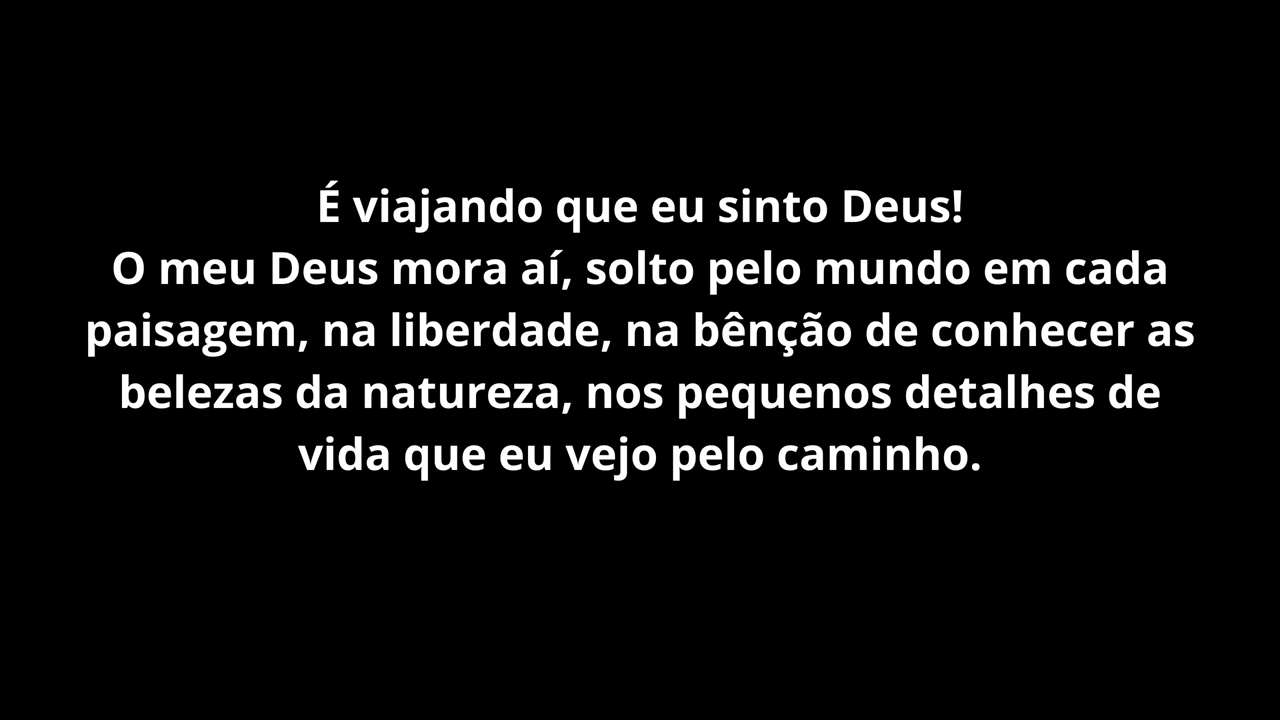 É viajando que eu sinto Deus!
O meu Deus mora aí, solto pelo mundo em cada
paisagem, na liberdade, na bênção de conhecer as
belezas da natureza, nos pequenos detalhes de
vida que eu vejo pelo caminho.